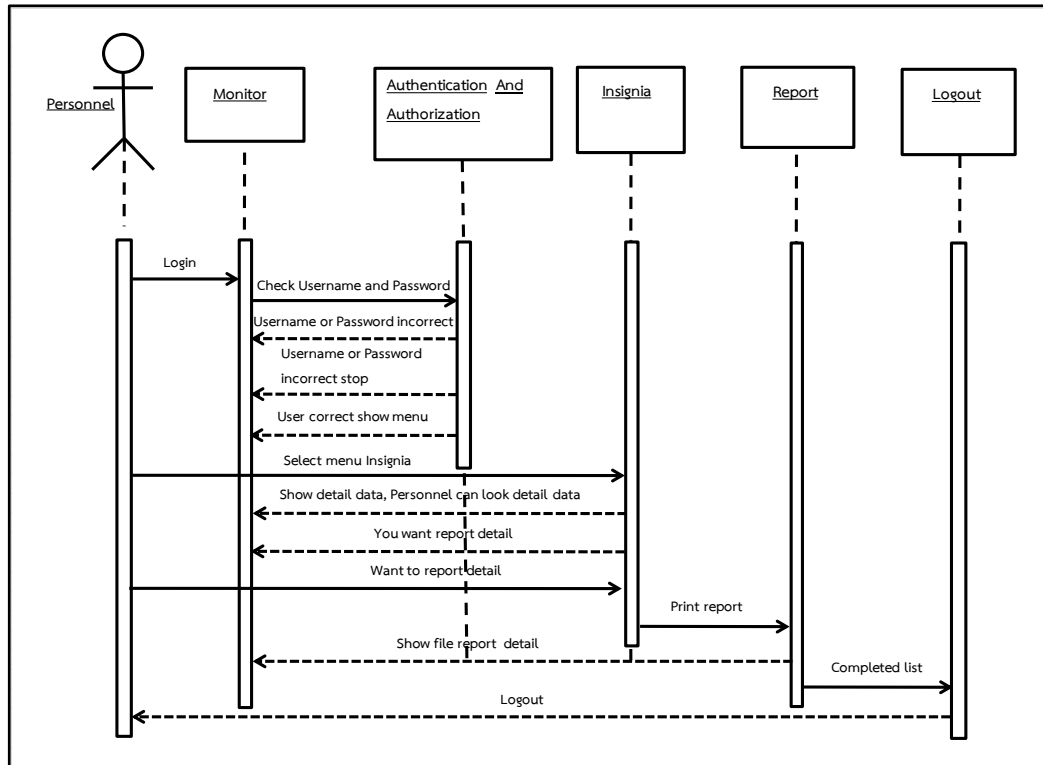 Personnel
Monitor
Authentication And
Authorization
Insignia
Report
Logout
Login
Check Username and Password
Username or Password incorrect
Username or Password
incorrect stop
User correct show menu
Select menu Insignia
Show detail data, Personnel can look detail data
You want report detail
Want to report detail
Print report
Show file report detail
Completed list
Logout